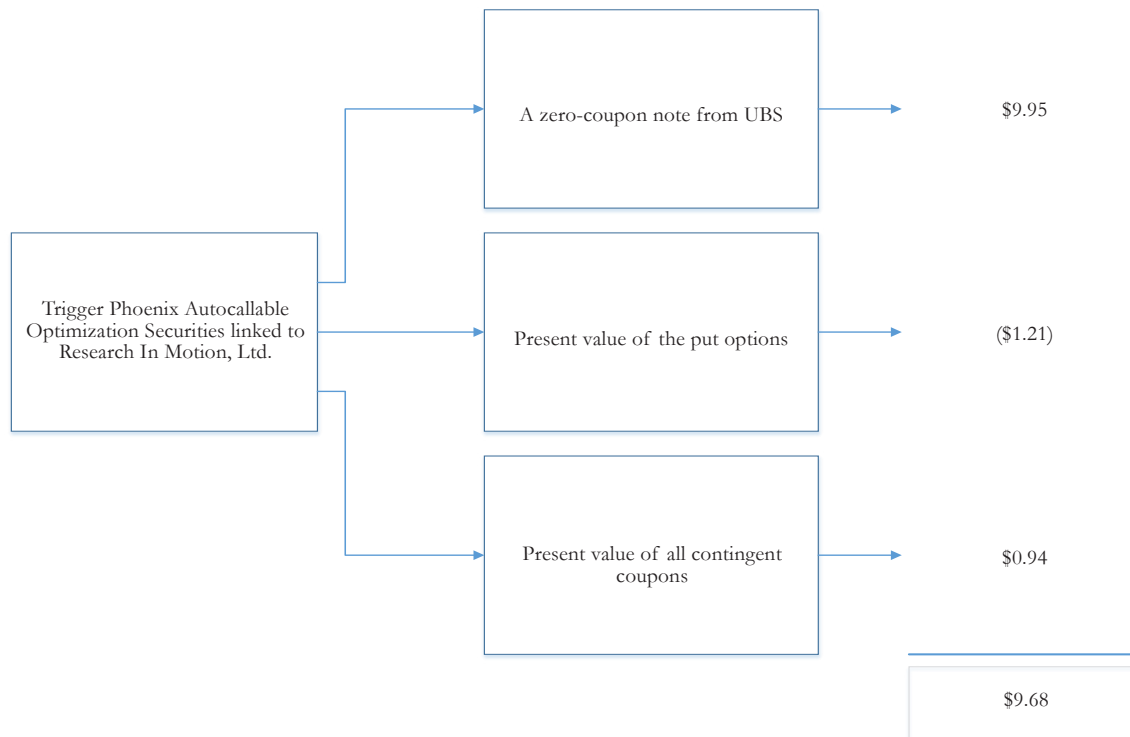 A zero-coupon note from UBS
$9.95
Trigger Phoenix Autocallable
Optimization Securities linked to
Research In Motion, Ltd.
Present value of the put options
($1.21)
Present value of all contingent
coupons
$0.94
$9.68